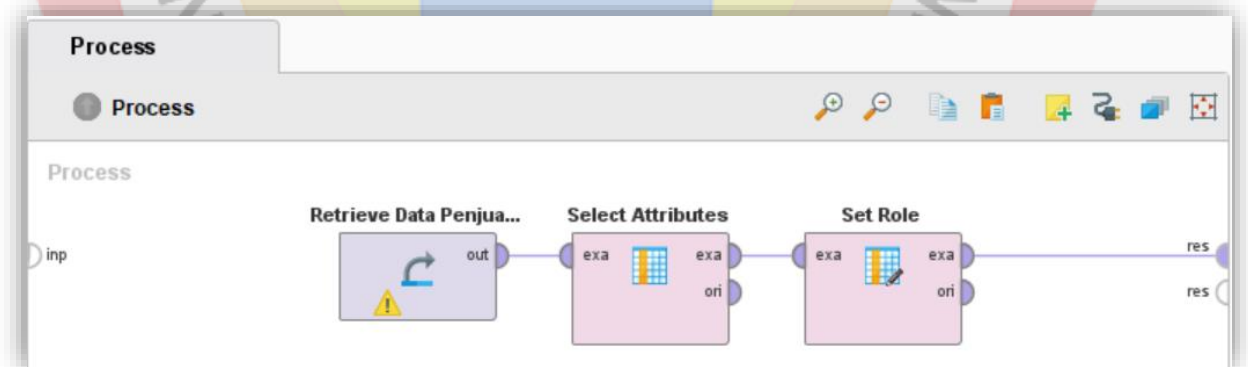 Process
Process
Process
Retrieve Data Penjua... Select Attributes Set Role
inp out exa exa exa exa res
ori ori res